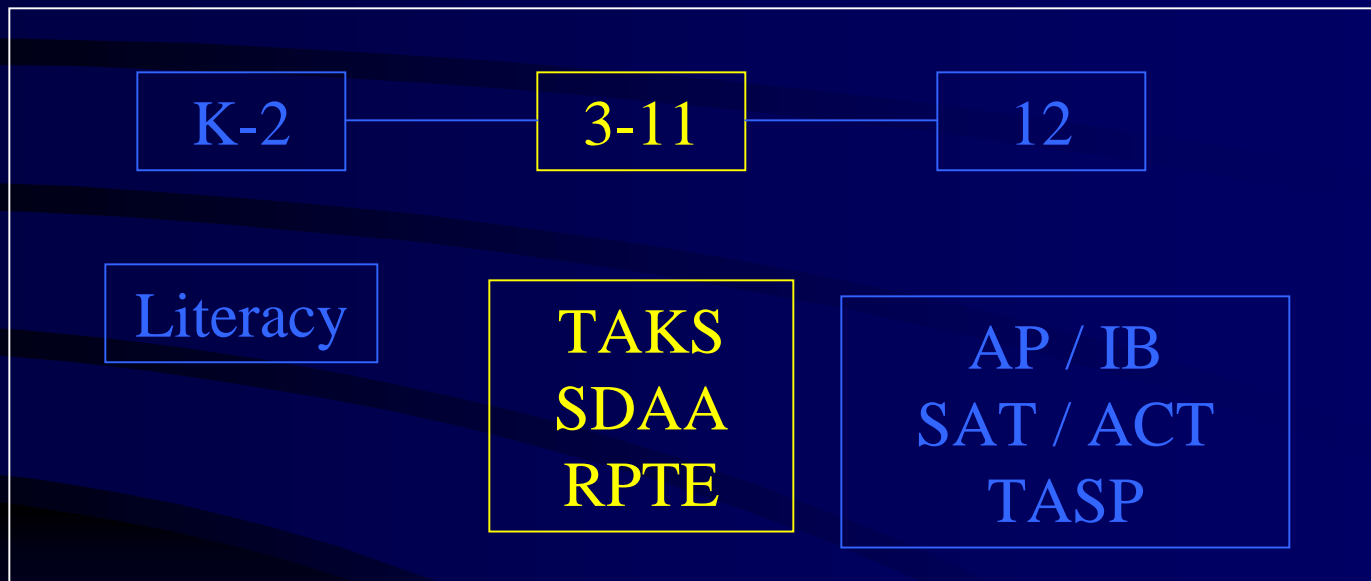 K-2
3-11
12
Literacy
TAKS
SDAA
RPTE
AP / IB
SAT / ACT
TASP